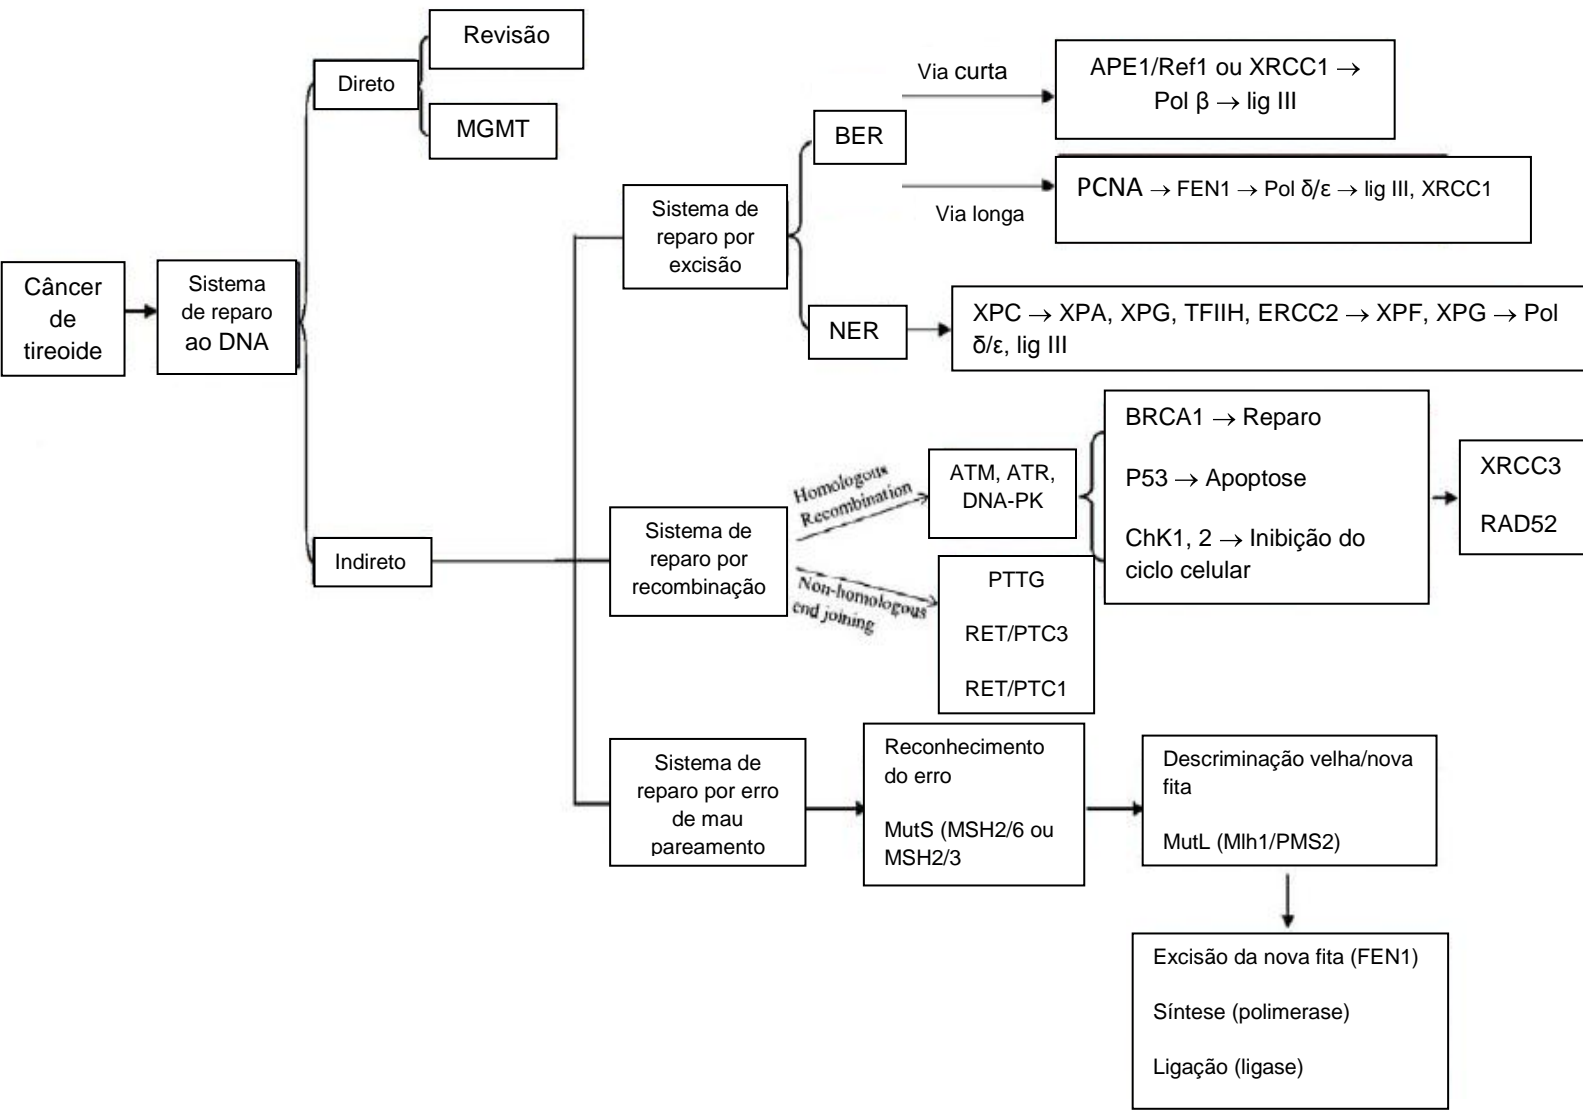 Câncer
de
tireoide
Sistema
de reparo
ao DNA
Direto
Revisão
MGMT
Indireto
Sistema de
reparo por
excisão
BER
Via curta
APE1/Ref1 ou XRCC1 →
Pol β → lig III
Via longa
PCNA → FEN1 → Pol δ/ε → lig III, XRCC1
NER
XPC → XPA, XPG, TFIIH, ERCC2 → XPF, XPG → Pol
δ/ε, lig III
Sistema de
reparo por
recombinação
Homologous
Recombination
ATM, ATR,
DNA-PK
BRCA1 → Reparo
P53 → Apoptose
ChK1, 2 → Inibição do
ciclo celular
XRCC3
RAD52
Non-homologous
end joining
PTTG
RET/PTC3
RET/PTC1
Sistema de
reparo por erro
de mau
pareamento
Reconhecimento
do erro
MutS (MSH2/6 ou
MSH2/3
Descriminação velha/nova
fita
MutL (Mlh1/PMS2)
Excisão da nova fita (FEN1)
Síntese (polimerase)
Ligação (ligase)